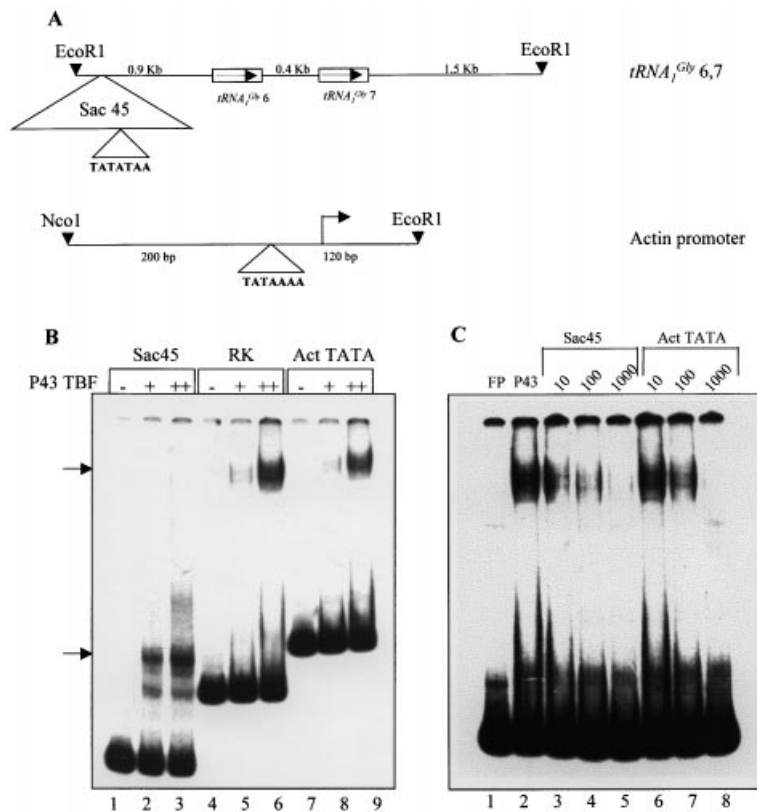 A
EcoR1 0.9 Kb 0.4 Kb 1.5 Kb EcoR1
tRNA₁ᴳˡʸ 6 tRNA₁ᴳˡʸ 7 tRNA₁ᴳˡʸ 6,7
Sac 45
TATATAA
Nco1 EcoR1
200 bp 120 bp Actin promoter
TATAAAA
B
Sac45 RK Act TATA
P43 TBF - + ++ - + ++ - + ++
1 2 3 4 5 6 7 8 9
C
Sac45 Act TATA
FP P43 10 100 1000 10 100 1000
1 2 3 4 5 6 7 8